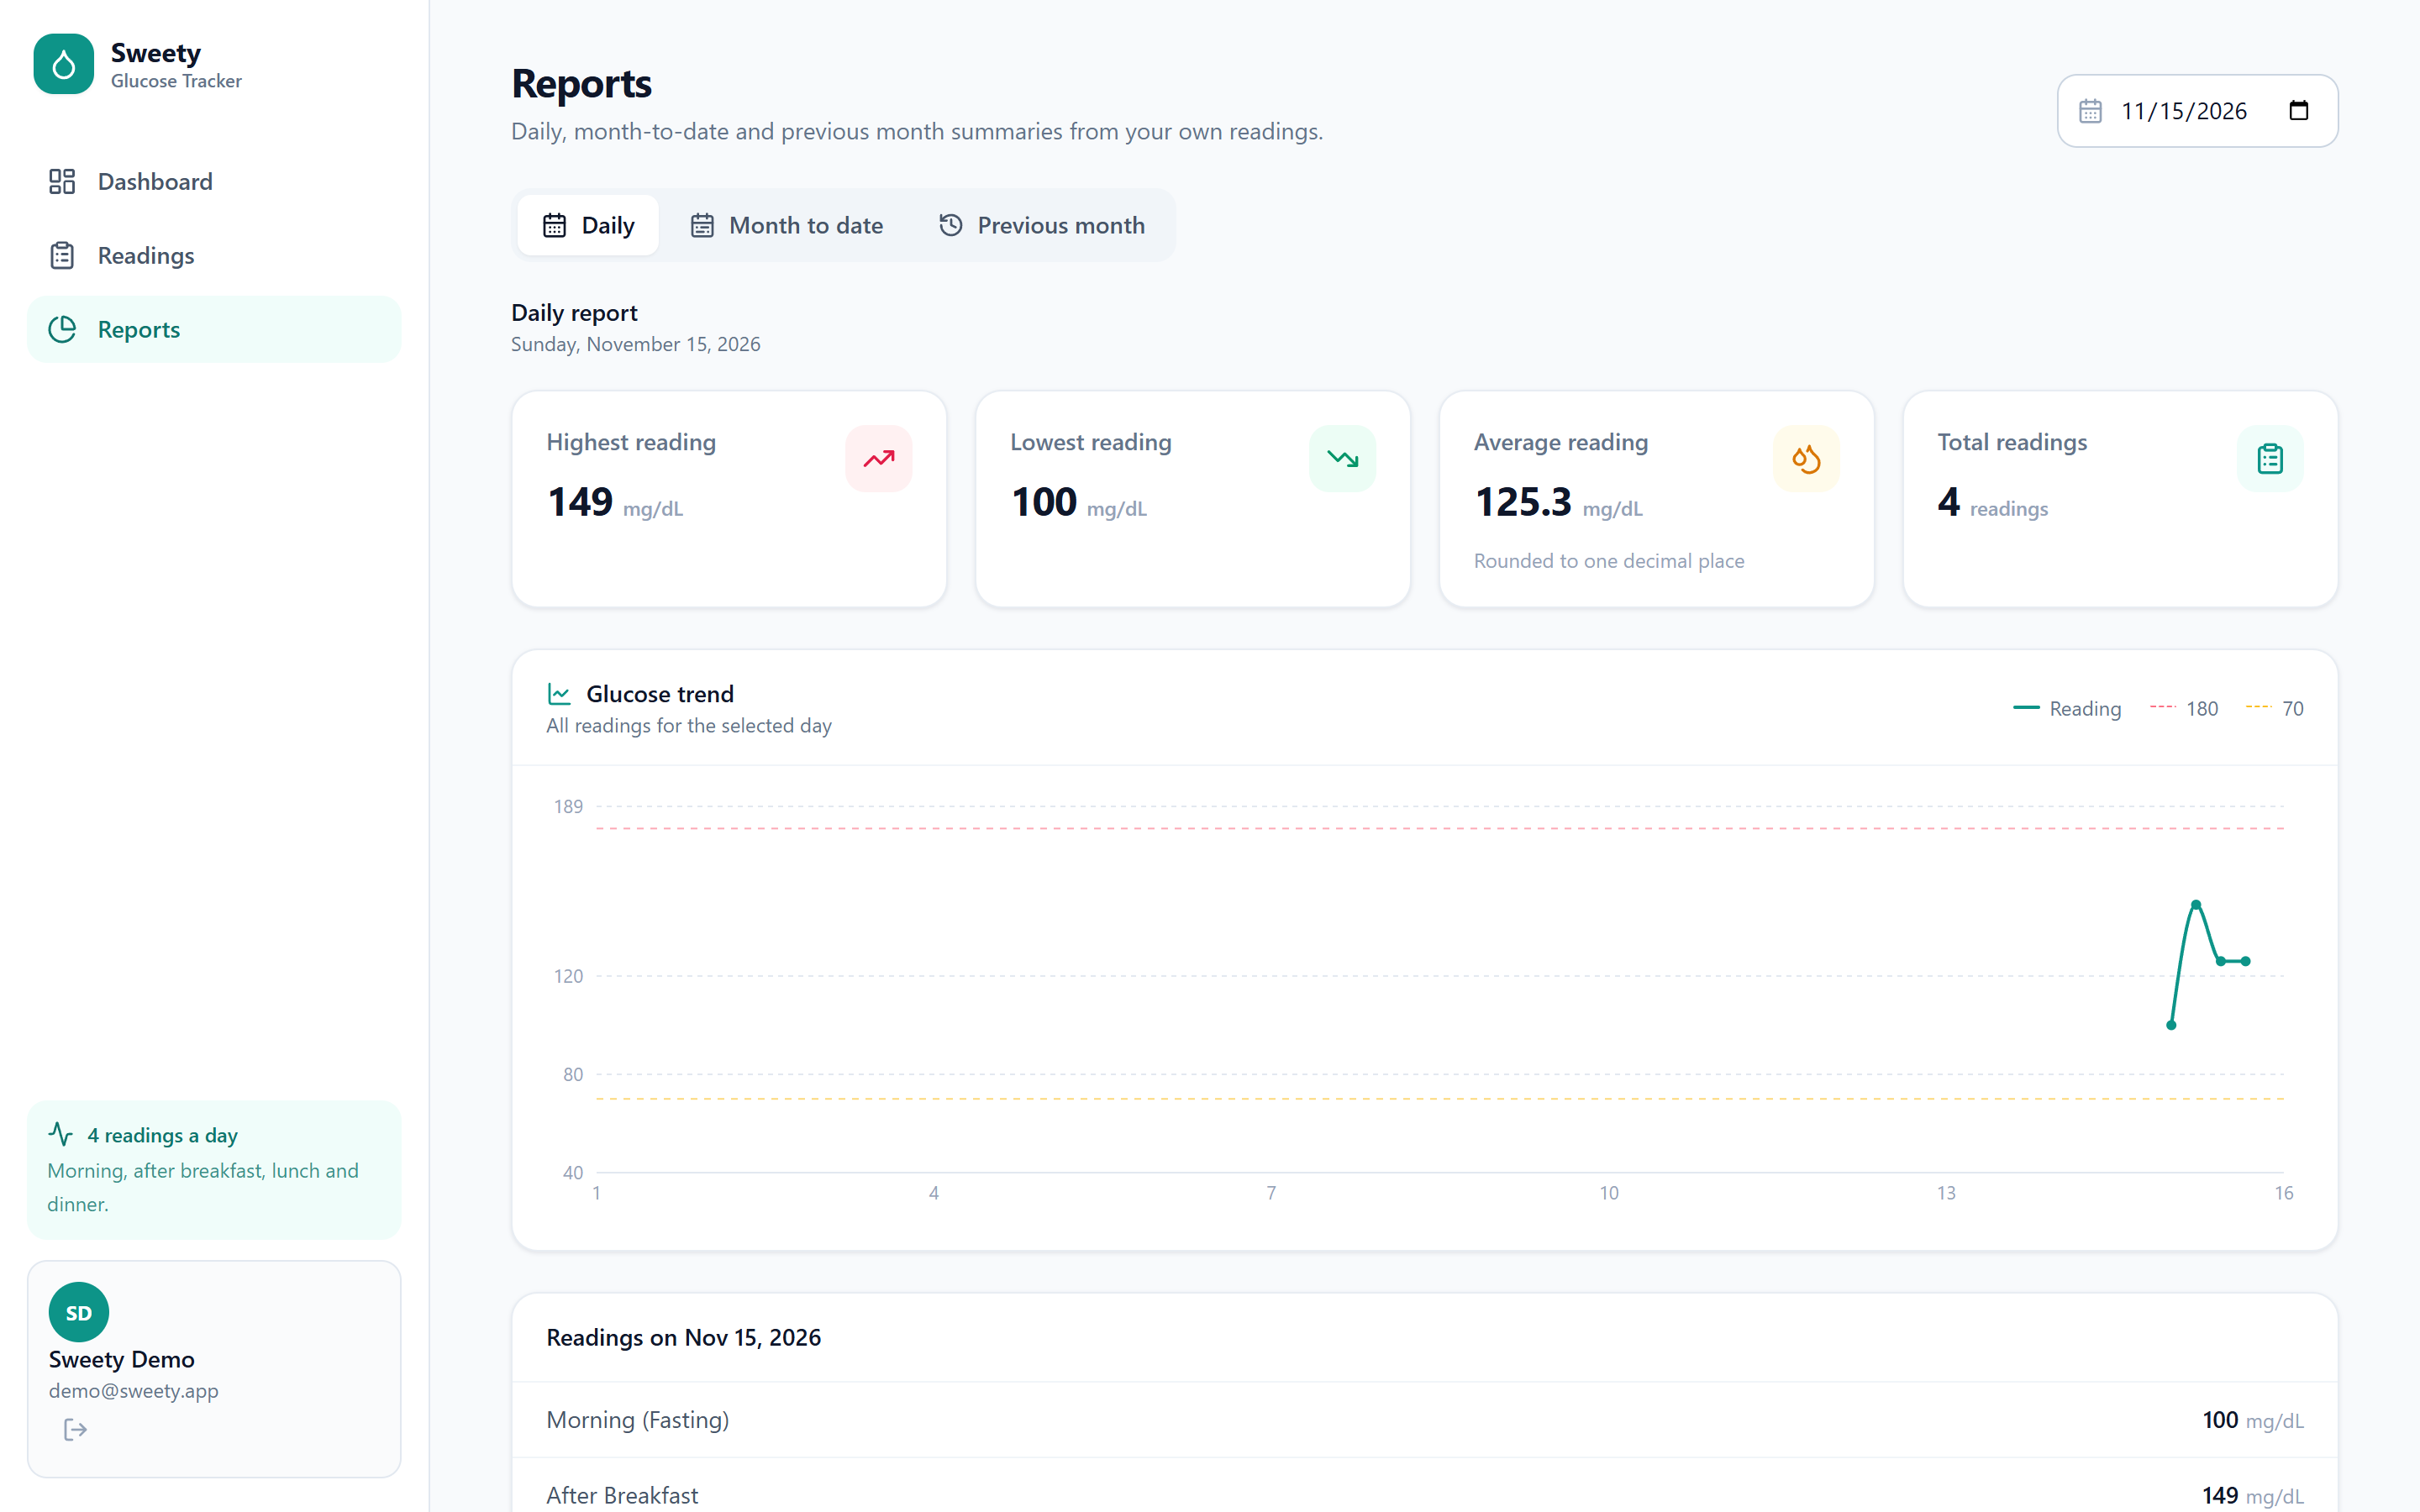 Sweety
Glucose Tracker
Dashboard
Readings
Reports
4 readings a day
Morning, after breakfast, lunch and
dinner.
SD
Sweety Demo
demo@sweety.app
Reports
Daily, month-to-date and previous month summaries from your own readings.
11/15/2026
Daily
Month to date
Previous month
Daily report
Sunday, November 15, 2026
Highest reading
149 mg/dL
Lowest reading
100 mg/dL
Average reading
125.3 mg/dL
Rounded to one decimal place
Total readings
4 readings
Glucose trend
All readings for the selected day
Reading
180
70
189
120
80
40
1
4
7
10
13
16
Readings on Nov 15, 2026
Morning (Fasting)
100 mg/dL
After Breakfast
149 mg/dL